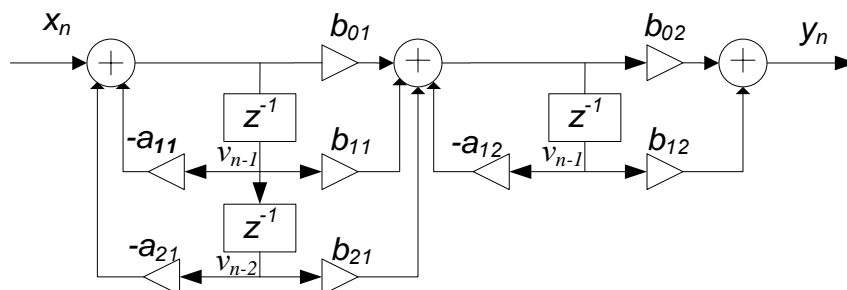 xₙ b₀₁ b₀₂ yₙ
+ + +
z⁻¹ z⁻¹
-a₁₁ vₙ₋₁ b₁₁ -a₁₂ vₙ₋₁ b₁₂
z⁻¹
-a₂₁ vₙ₋₂ b₂₁